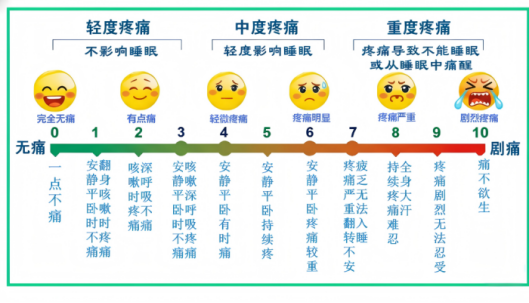 轻度疼痛
中度疼痛
重度疼痛
不影响睡眠
轻度影响睡眠
疼痛导致不能睡眠
或从睡眠中痛醒
完全无痛
有点痛
轻微疼痛
疼痛明显
疼痛严重
剧烈疼痛
0 1 2 3 4 5 6 7 8 9 10
无痛
剧痛
一点不痛
安静平卧时不痛
翻身咳嗽时疼痛
咳嗽时疼痛
深呼吸不痛
安静平卧时不痛
咳嗽深呼吸时疼痛
安静平卧有时痛
安静平卧持续疼
安静平卧疼痛较重
疼痛严重翻转不安
疲乏无法入睡
持续疼痛难忍
全身大汗
疼痛剧烈无法忍受
痛不欲生